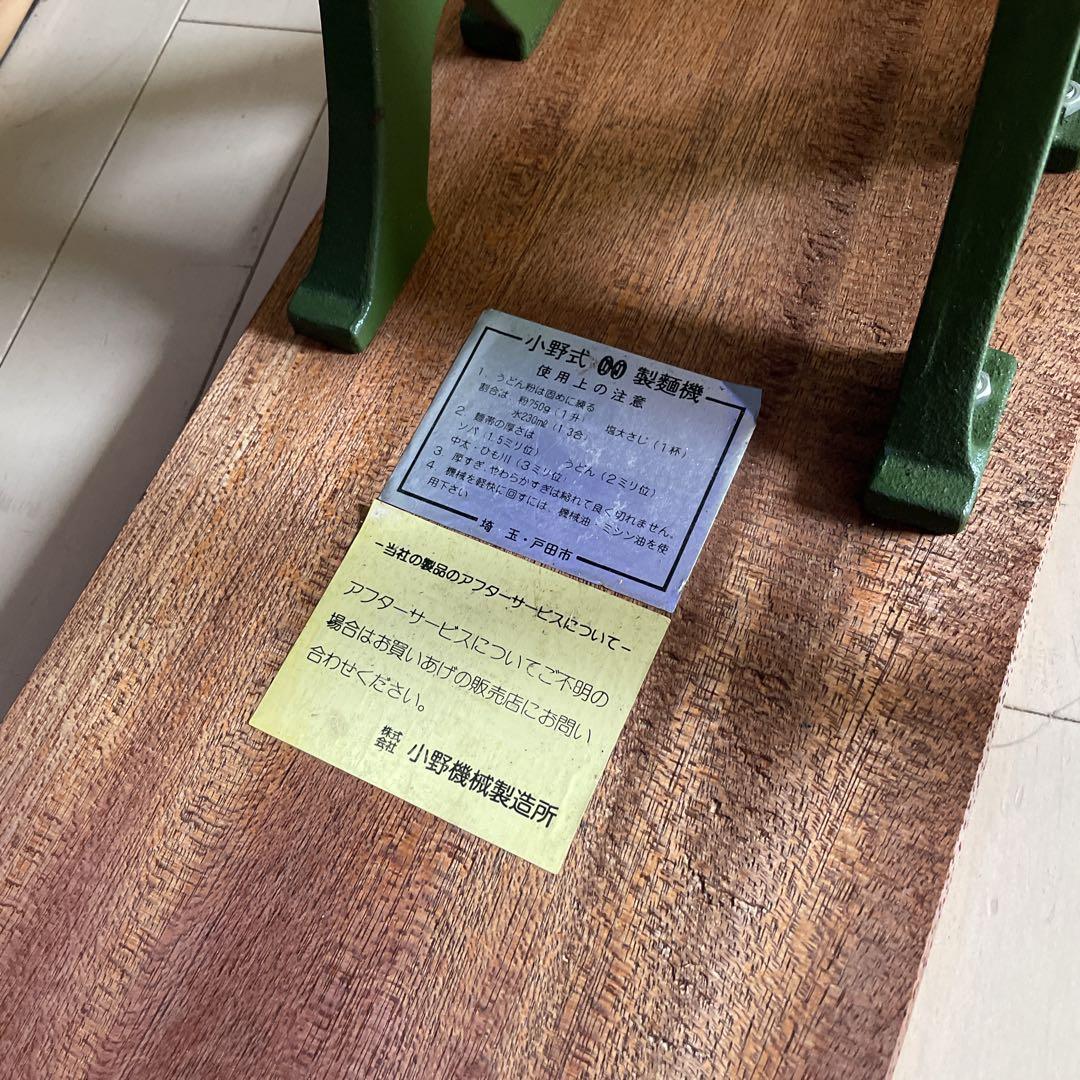 小野式 製麺機
使用上の注意
1. うどん粉は固めに練る
割合は、粉750g(1升) 塩大さじ(1杯)
水230mℓ(1.3合)
2. 麺帯の厚さは
ソバ(1.5ミリ位) うどん(2ミリ位)
中太・ひも川(3ミリ位)
3. 厚すぎ、やわらかすぎは縮れて良く切れません。
4. 機械を軽快に回すには、機械油・ミシン油を使
用下さい
埼玉・戸田市
-当社の製品のアフターサービスについて-
アフターサービスについてご不明の
場合はお買いあげの販売店にお問い
合わせください。
株式会社 小野機械製造所